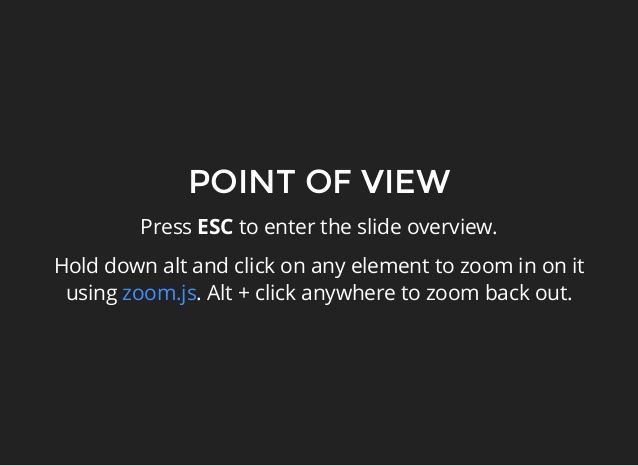 POINT OF VIEW
Press ESC to enter the slide overview.
Hold down alt and click on any element to zoom in on it
using zoom.js. Alt + click anywhere to zoom back out.